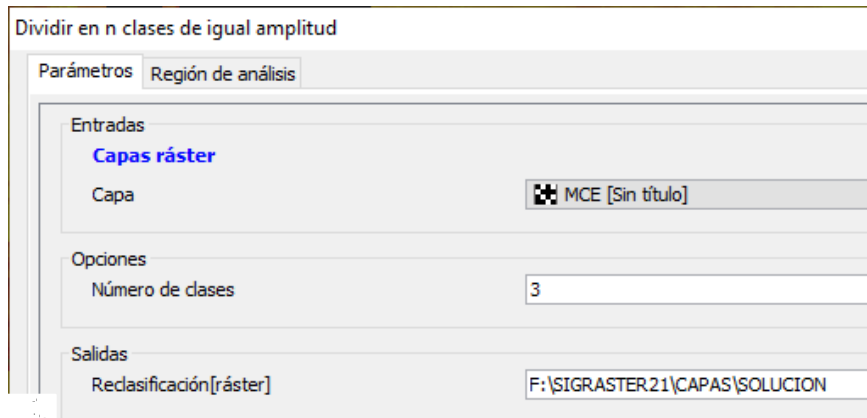 Dividir en n clases de igual amplitud
Parámetros Región de análisis
Entradas
Capas ráster
Capa MCE [Sin título]
Opciones
Número de clases 3
Salidas
Reclasificación[ráster] F:\SIGRASTER21\CAPAS\SOLUCION